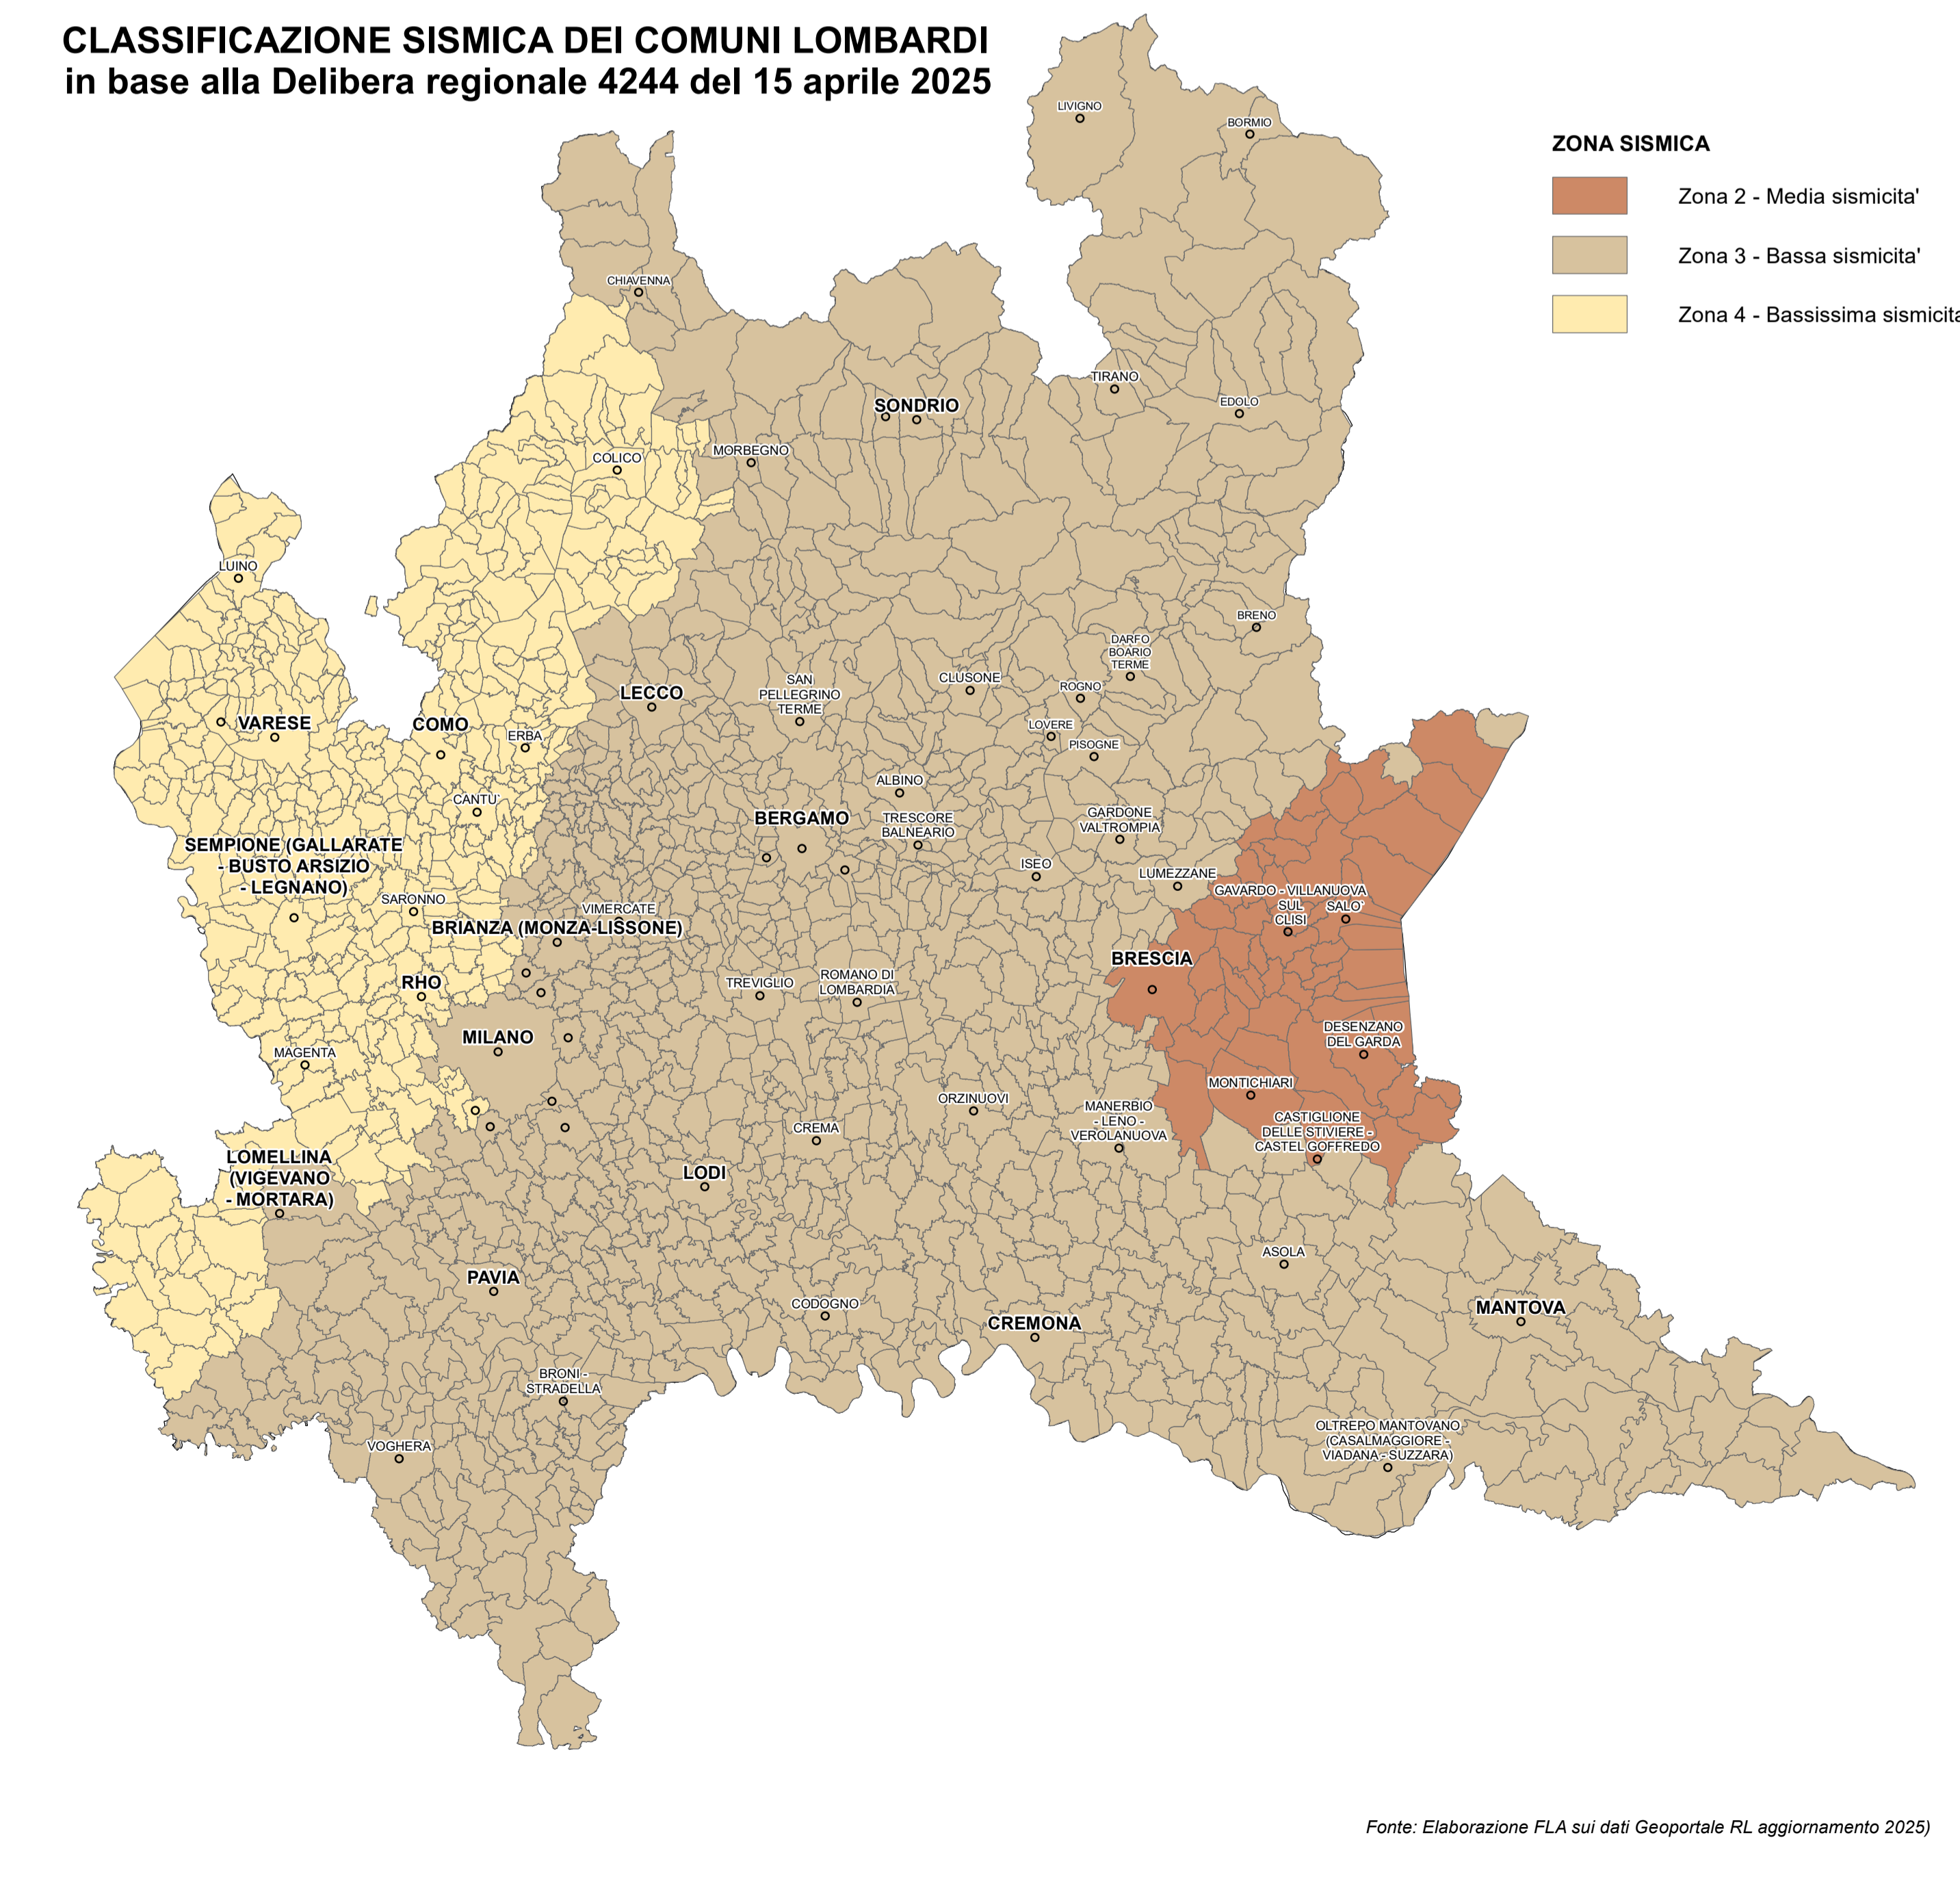 CLASSIFICAZIONE SISMICA DEI COMUNI LOMBARDI
in base alla Delibera regionale 4244 del 15 aprile 2025
ZONA SISMICA
Zona 2 - Media sismicita'
Zona 3 - Bassa sismicita'
Zona 4 - Bassissima sismicita
LIVIGNO
BORMIO
CHIAVENNA
TIRANO
SONDRIO
EDOLO
MORBEGNO
COLICO
LUINO
BRENO
DARFO
BOARIO
TERME
CLUSONE
ROGNO
SAN
PELLEGRINO
TERME
LECCO
VARESE
COMO
ERBA
LOVERE
PISOGNE
ALBINO
CANTU'
BERGAMO
TRESCORE
BALNEARIO
GARDONE
VALTROMPIA
SEMPIONE (GALLARATE
- BUSTO ARSIZIO
- LEGNANO)
ISEO
LUMEZZANE
SARONNO
VIMERCATE
BRIANZA (MONZA-LISSONE)
GAVARDO - VILLANUOVA
SUL
CLISI
SALO'
BRESCIA
RHO
TREVIGLIO
ROMANO DI
LOMBARDIA
MILANO
DESENZANO
DEL GARDA
MAGENTA
MONTICHIARI
ORZINUOVI
MANERBIO
- LENO -
VEROLANUOVA
CASTIGLIONE
DELLE STIVIERE -
CASTEL GOFFREDO
CREMA
LOMELLINA
(VIGEVANO
- MORTARA)
LODI
ASOLA
PAVIA
CODOGNO
CREMONA
MANTOVA
BRONI -
STRADELLA
VOGHERA
OLTREPO MANTOVANO
(CASALMAGGIORE -
VIADANA - SUZZARA)
Fonte: Elaborazione FLA sui dati Geoportale RL aggiornamento 2025)